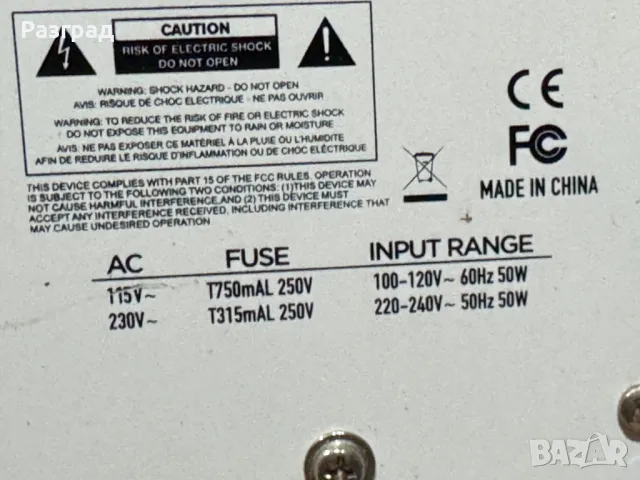 Разград
CAUTION
RISK OF ELECTRIC SHOCK
DO NOT OPEN
WARNING: SHOCK HAZARD - DO NOT OPEN
AVIS: RISQUE DE CHOC ELECTRIQUE - NE PAS OUVRIR
WARNING: TO REDUCE THE RISK OF FIRE OR ELECTRIC SHOCK
DO NOT EXPOSE THIS EQUIPMENT TO RAIN OR MOISTURE
AVIS: NE PAS EXPOSER CE MATÉRIEL À LA PLUIE OU L'HUMIDITE
AFIN DE REDUIRE LE RISQUE D'INFLAMMATION OU DE CHOC ELÉCTRIQUE
THIS DEVICE COMPLIES WITH PART 15 OF THE FCC RULES. OPERATION
IS SUBJECT TO THE FOLLOWING TWO CONDITIONS: (1)THIS DEVICE MAY
NOT CAUSE HARMFUL INTERFERENCE,AND (2) THIS DEVICE MUST
ACCEPT ANY INTERFERENCE RECEIVED, INCLUDING INTERFERENCE THAT
MAY CAUSE UNDESIRED OPERATION
CE
FC
MADE IN CHINA
AC FUSE INPUT RANGE
115V~ T750mAL 250V 100-120V~ 60Hz 50W
230V~ T315mAL 250V 220-240V~ 50Hz 50W
BAZAR